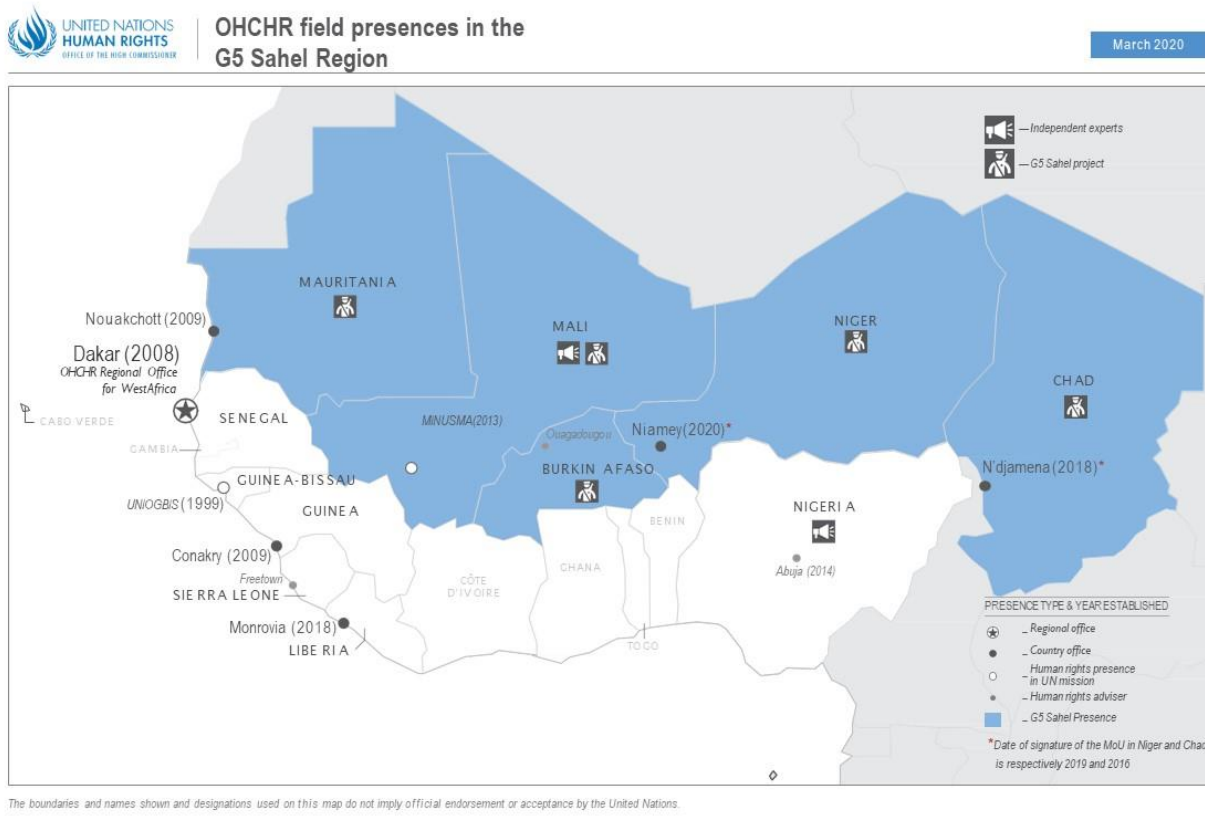 UNITED NATIONS
HUMAN RIGHTS
OFFICE OF THE HIGH COMMISSIONER
OHCHR field presences in the
G5 Sahel Region
March 2020
Independent experts
G5 Sahel project
MAURITANIA
MALI
NIGER
CHAD
Nouakchott (2009)
Dakar (2008)
OHCHR Regional Office
for WestAfrica
CABO VERDE
SENEGAL
GAMBIA
MINUSMA(2013)
Ouagadougou
Niamey(2020)*
BURKIN AFASO
N'djamena (2018)*
GUINEA-BISSAU
UNIOGBIS (1999)
GUINEA
NIGERIA
BENIN
Conakry (2009)
Freetown
SIERRA LEONE
CÔTE
D'IVOIRE
GHANA
Abuja (2014)
Monrovia (2018)
LIBERIA
TOGO
PRESENCE TYPE & YEAR ESTABLISHED
Regional office
Country office
Human rights presence
in UN mission
Human rights adviser
G5 Sahel Presence
*Date of signature of the MoU in Niger and Chad
is respectively 2019 and 2016
The boundaries and names shown and designations used on this map do not imply official endorsement or acceptance by the United Nations.